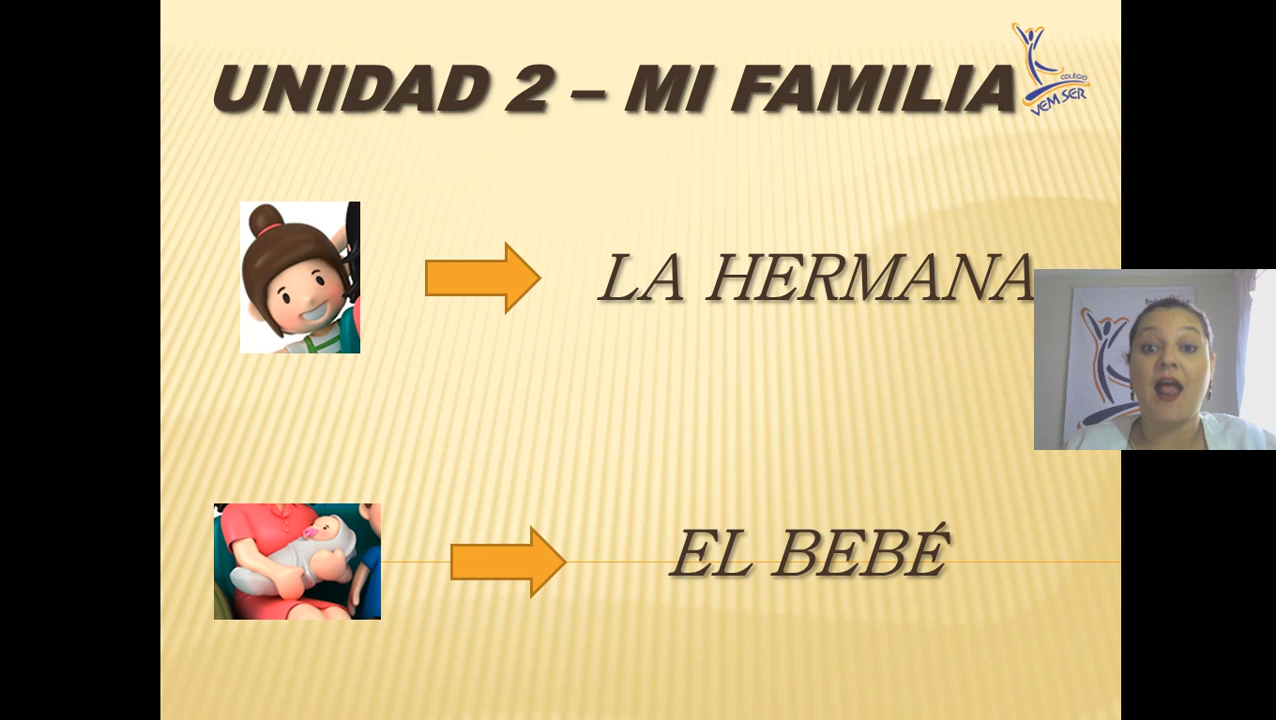 UNIDAD 2 – MI FAMILIA
COLÉGIO
VEM SER
LA HERMANA
EL BEBÉ